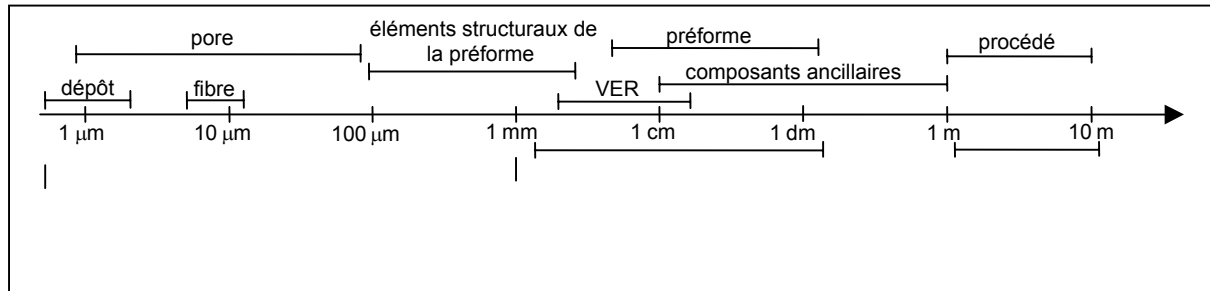 pore
éléments structuraux de
la préforme
préforme
procédé
composants ancillaires
dépôt
fibre
VER
1 μm
10 μm
100 μm
1 mm
1 cm
1 dm
1 m
10 m